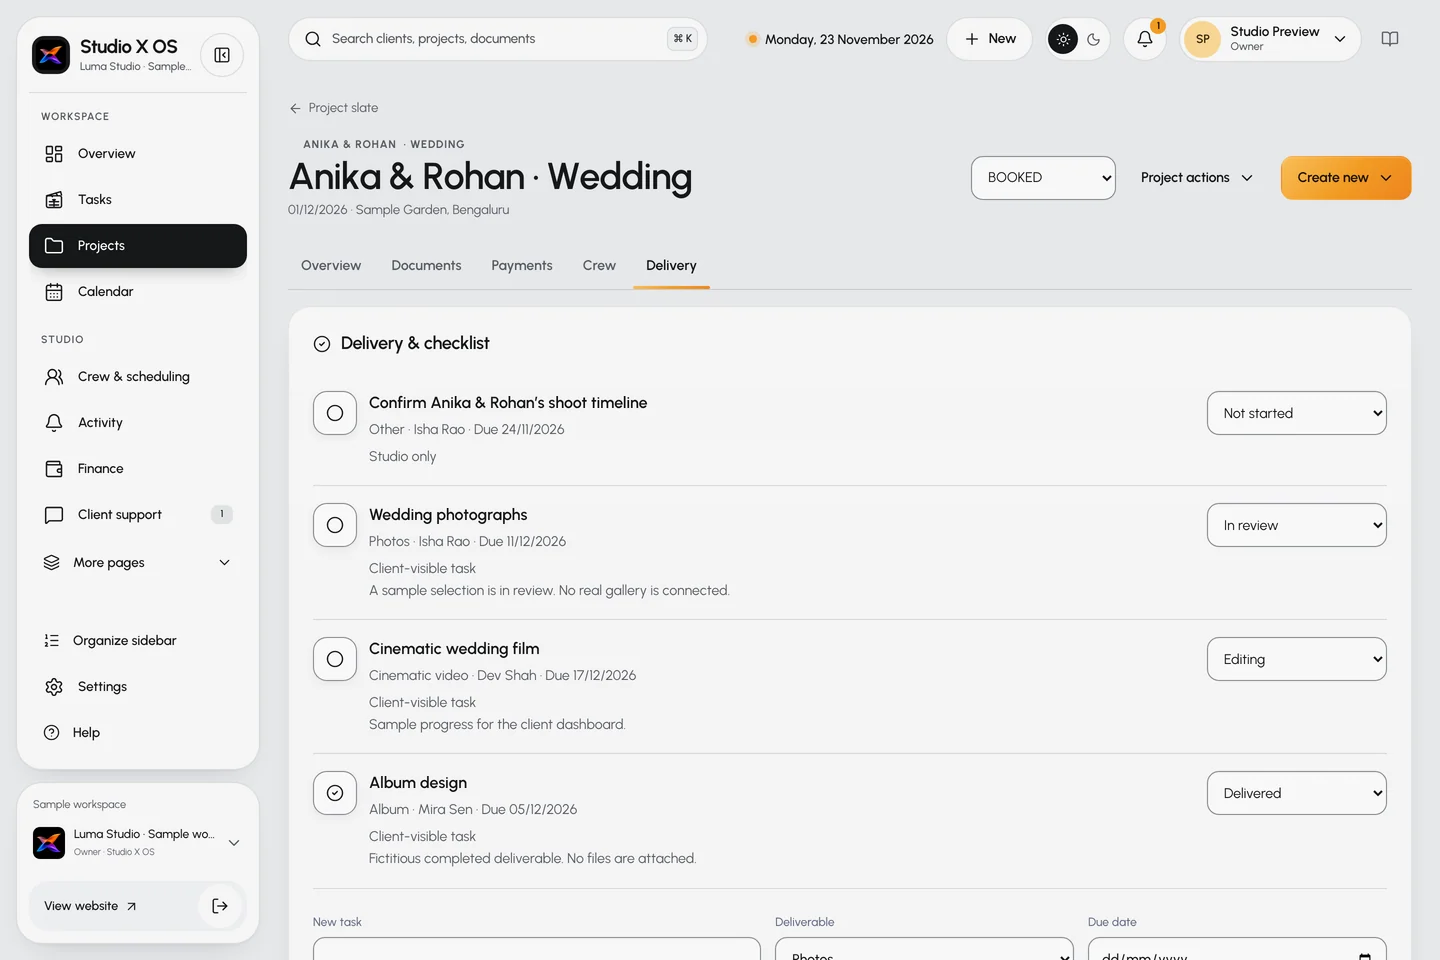 Studio X OS
Luma Studio · Sample...
WORKSPACE
Overview
Tasks
Projects
Calendar
STUDIO
Crew & scheduling
Activity
Finance
Client support
1
More pages
Organize sidebar
Settings
Help
Sample workspace
Luma Studio · Sample wo...
Owner · Studio X OS
View website
Search clients, projects, documents
⌘ K
Monday, 23 November 2026
New
1
SP
Studio Preview
Owner
Project slate
ANIKA & ROHAN · WEDDING
Anika & Rohan · Wedding
01/12/2026 · Sample Garden, Bengaluru
BOOKED
Project actions
Create new
Overview
Documents
Payments
Crew
Delivery
Delivery & checklist
Confirm Anika & Rohan’s shoot timeline
Other · Isha Rao · Due 24/11/2026
Studio only
Not started
Wedding photographs
Photos · Isha Rao · Due 11/12/2026
Client-visible task
A sample selection is in review. No real gallery is connected.
In review
Cinematic wedding film
Cinematic video · Dev Shah · Due 17/12/2026
Client-visible task
Sample progress for the client dashboard.
Editing
Album design
Album · Mira Sen · Due 05/12/2026
Client-visible task
Fictitious completed deliverable. No files are attached.
Delivered
New task
Deliverable
Photos
Due date
dd/mm/yyyy